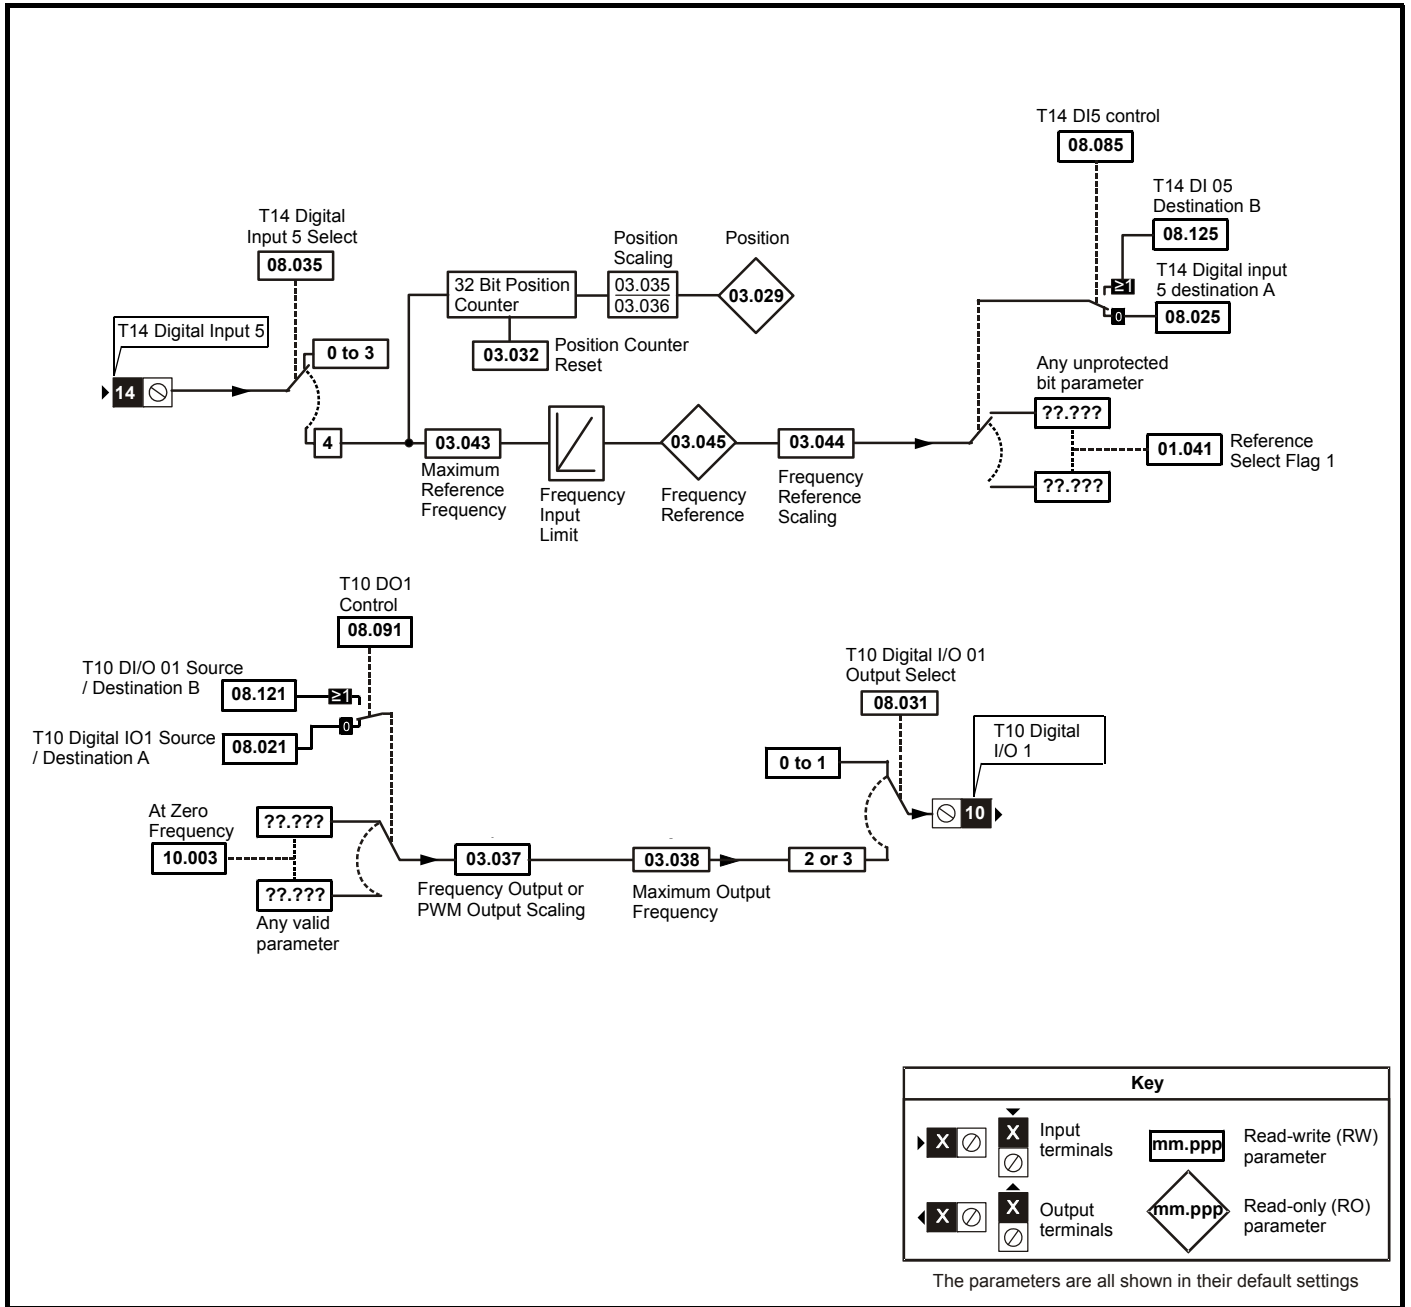 T14 DI5 control
08.085
T14 DI 05
Destination B
08.125
T14 Digital
Input 5 Select
08.035
Position
Scaling
03.035
03.036
Position
03.029
32 Bit Position
Counter
03.032
Position Counter
Reset
≥1
T14 Digital input
5 destination A
0
08.025
T14 Digital Input 5
14
0 to 3
4
03.043
Maximum
Reference
Frequency
Frequency
Input
Limit
03.045
Frequency
Reference
03.044
Frequency
Reference
Scaling
Any unprotected
bit parameter
??.???
??.???
01.041
Reference
Select Flag 1
T10 DO1
Control
08.091
T10 DI/O 01 Source
/ Destination B
08.121
≥1
T10 Digital IO1 Source
/ Destination A
08.021
0
At Zero
Frequency
10.003
??.???
??.???
Any valid
parameter
03.037
Frequency Output or
PWM Output Scaling
03.038
Maximum Output
Frequency
2 or 3
0 to 1
T10 Digital I/O 01
Output Select
08.031
T10 Digital
I/O 1
10
Key
X
X
Input
terminals
mm.ppp
Read-write (RW)
parameter
X
X
Output
terminals
mm.ppp
Read-only (RO)
parameter
The parameters are all shown in their default settings